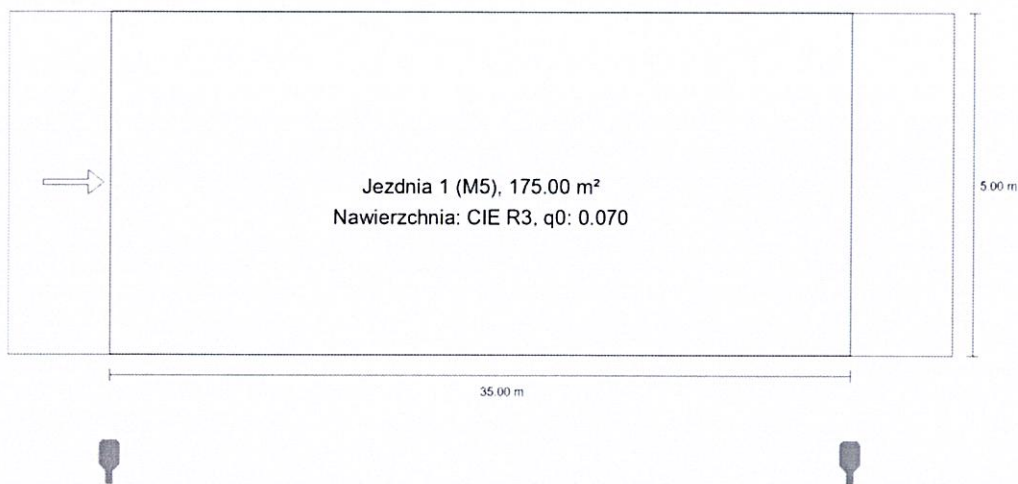 Jezdnia 1 (M5), 175.00 m²
Nawierzchnia: CIE R3, q0: 0.070
5.00 m
35.00 m